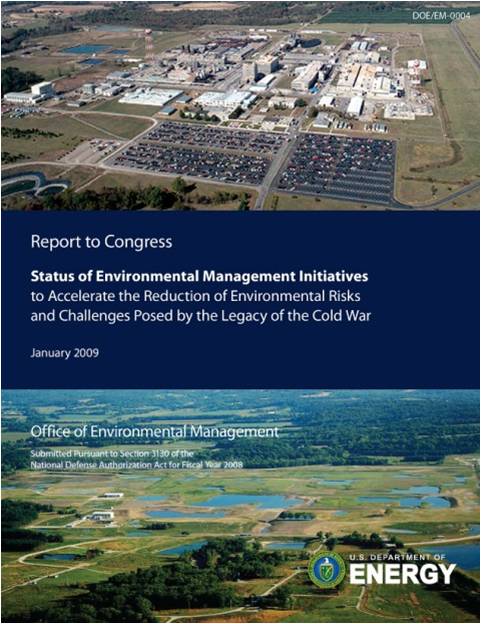 DOE/EM-0004
Report to Congress
Status of Environmental Management Initiatives
to Accelerate the Reduction of Environmental Risks
and Challenges Posed by the Legacy of the Cold War
January 2009
Office of Environmental Management
Submitted Pursuant to Section 3130 of the
National Defense Authorization Act for Fiscal Year 2008
U.S. DEPARTMENT OF
ENERGY